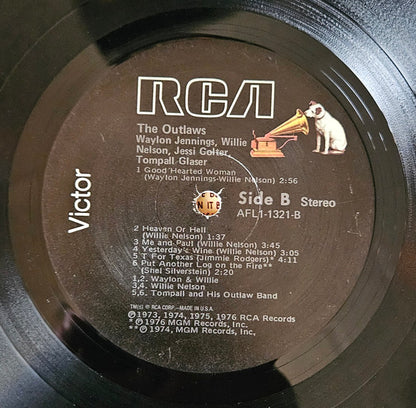 RCA
The Outlaws
Waylon Jennings, Willie
Nelson, Jessi Colter,
Tompall Glaser
1 Good Hearted Woman
(Waylon Jennings-Willie Nelson) 2:56
Victor
Side B Stereo
AFL1-1321-B
2 Heaven Or Hell
(Willie Nelson) 1:37
3 Me and Paul (Willie Nelson) 3:45
4 Yesterday's Wine (Willie Nelson) 3:05
5 T For Texas (Jimmie Rodgers)* 4:11
6 Put Another Log on the Fire**
(Shel Silverstein) 2:20
1,2. Waylon & Willie
3,4. Willie Nelson
5,6. Tompall and His Outlaw Band
TMK(s) ® RCA CORP.—MADE IN U.S.A.
℗1973, 1974, 1975, 1976 RCA Records
*℗1976 MGM Records, Inc.
**℗1974, MGM Records, Inc.